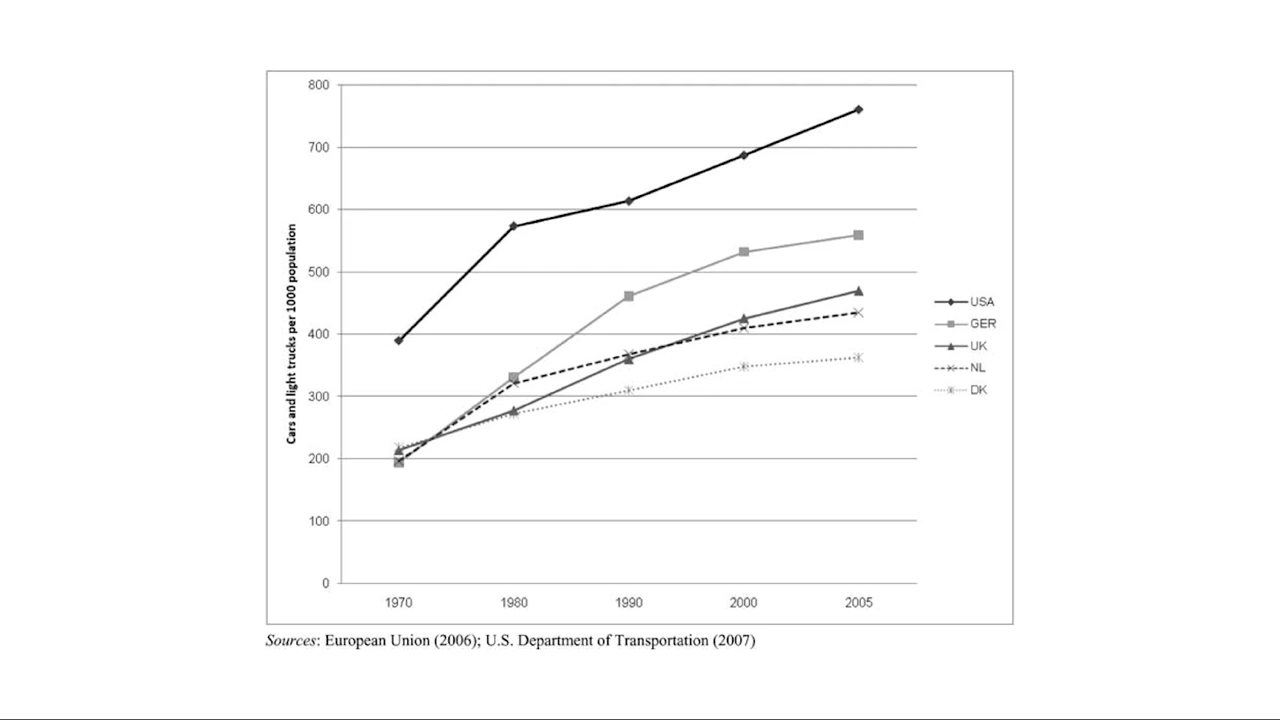 800
700
600
500
400
300
200
100
0
Cars and light trucks per 1000 population
1970 1980 1990 2000 2005
USA
GER
UK
NL
DK
Sources: European Union (2006); U.S. Department of Transportation (2007)